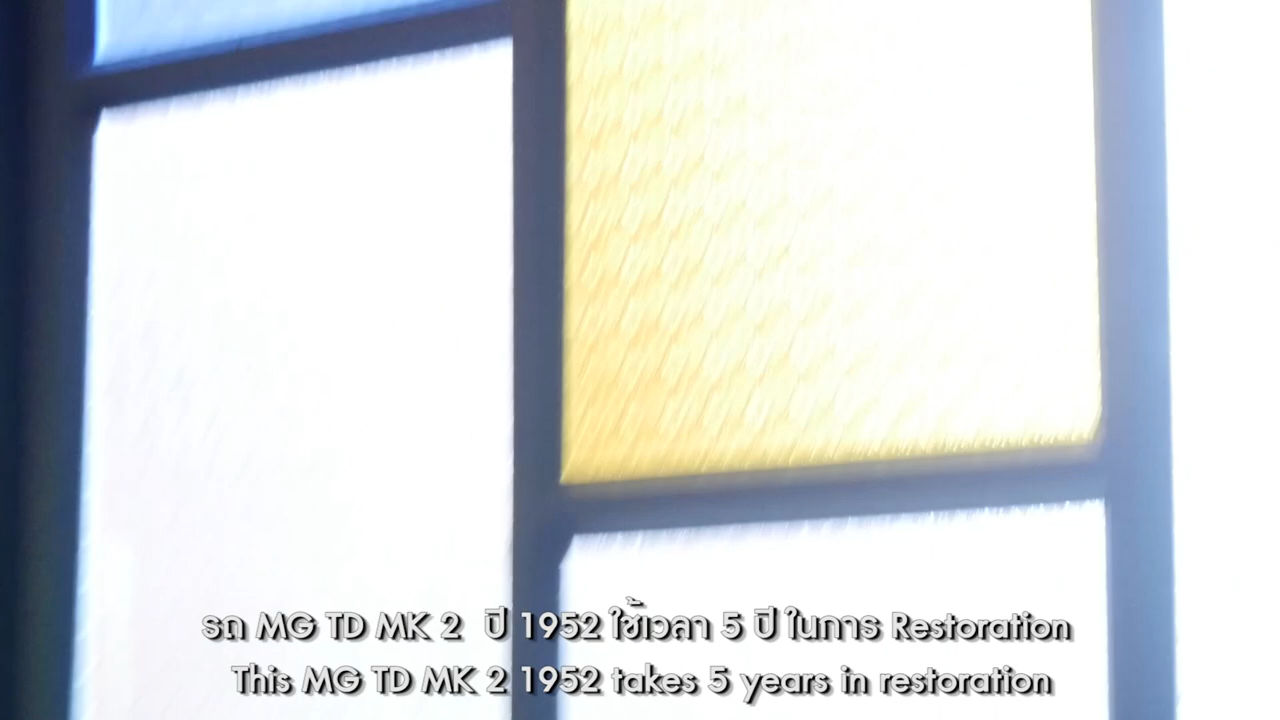 รถ MG TD MK 2 ปี 1952 ใช้เวลา 5 ปี ในการ Restoration
This MG TD MK 2 1952 takes 5 years in restoration